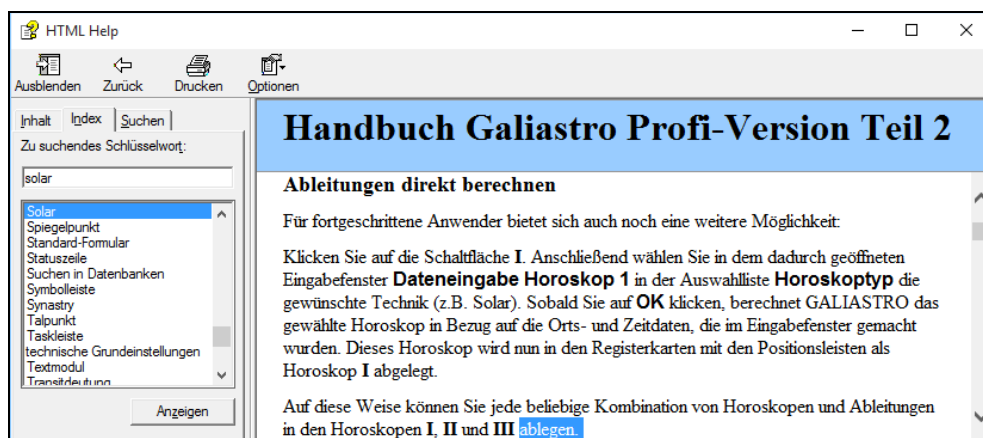 HTML Help
Ausblenden Zurück Drucken Optionen
Inhalt Index Suchen
Zu suchendes Schlüsselwort:
solar
Solar
Spiegelpunkt
Standard-Formular
Statuszeile
Suchen in Datenbanken
Symbolleiste
Synastry
Talpunkt
Taskleiste
technische Grundeinstellungen
Textmodul
Transitdeutung
Anzeigen
Handbuch Galiastro Profi-Version Teil 2
Ableitungen direkt berechnen
Für fortgeschrittene Anwender bietet sich auch noch eine weitere Möglichkeit:
Klicken Sie auf die Schaltfläche I. Anschließend wählen Sie in dem dadurch geöffneten
Eingabefenster Dateneingabe Horoskop 1 in der Auswahlliste Horoskoptyp die
gewünschte Technik (z.B. Solar). Sobald Sie auf OK klicken, berechnet GALIASTRO das
gewählte Horoskop in Bezug auf die Orts- und Zeitdaten, die im Eingabefenster gemacht
wurden. Dieses Horoskop wird nun in den Registerkarten mit den Positionsleisten als
Horoskop I abgelegt.
Auf diese Weise können Sie jede beliebige Kombination von Horoskopen und Ableitungen
in den Horoskopen I, II und III ablegen.